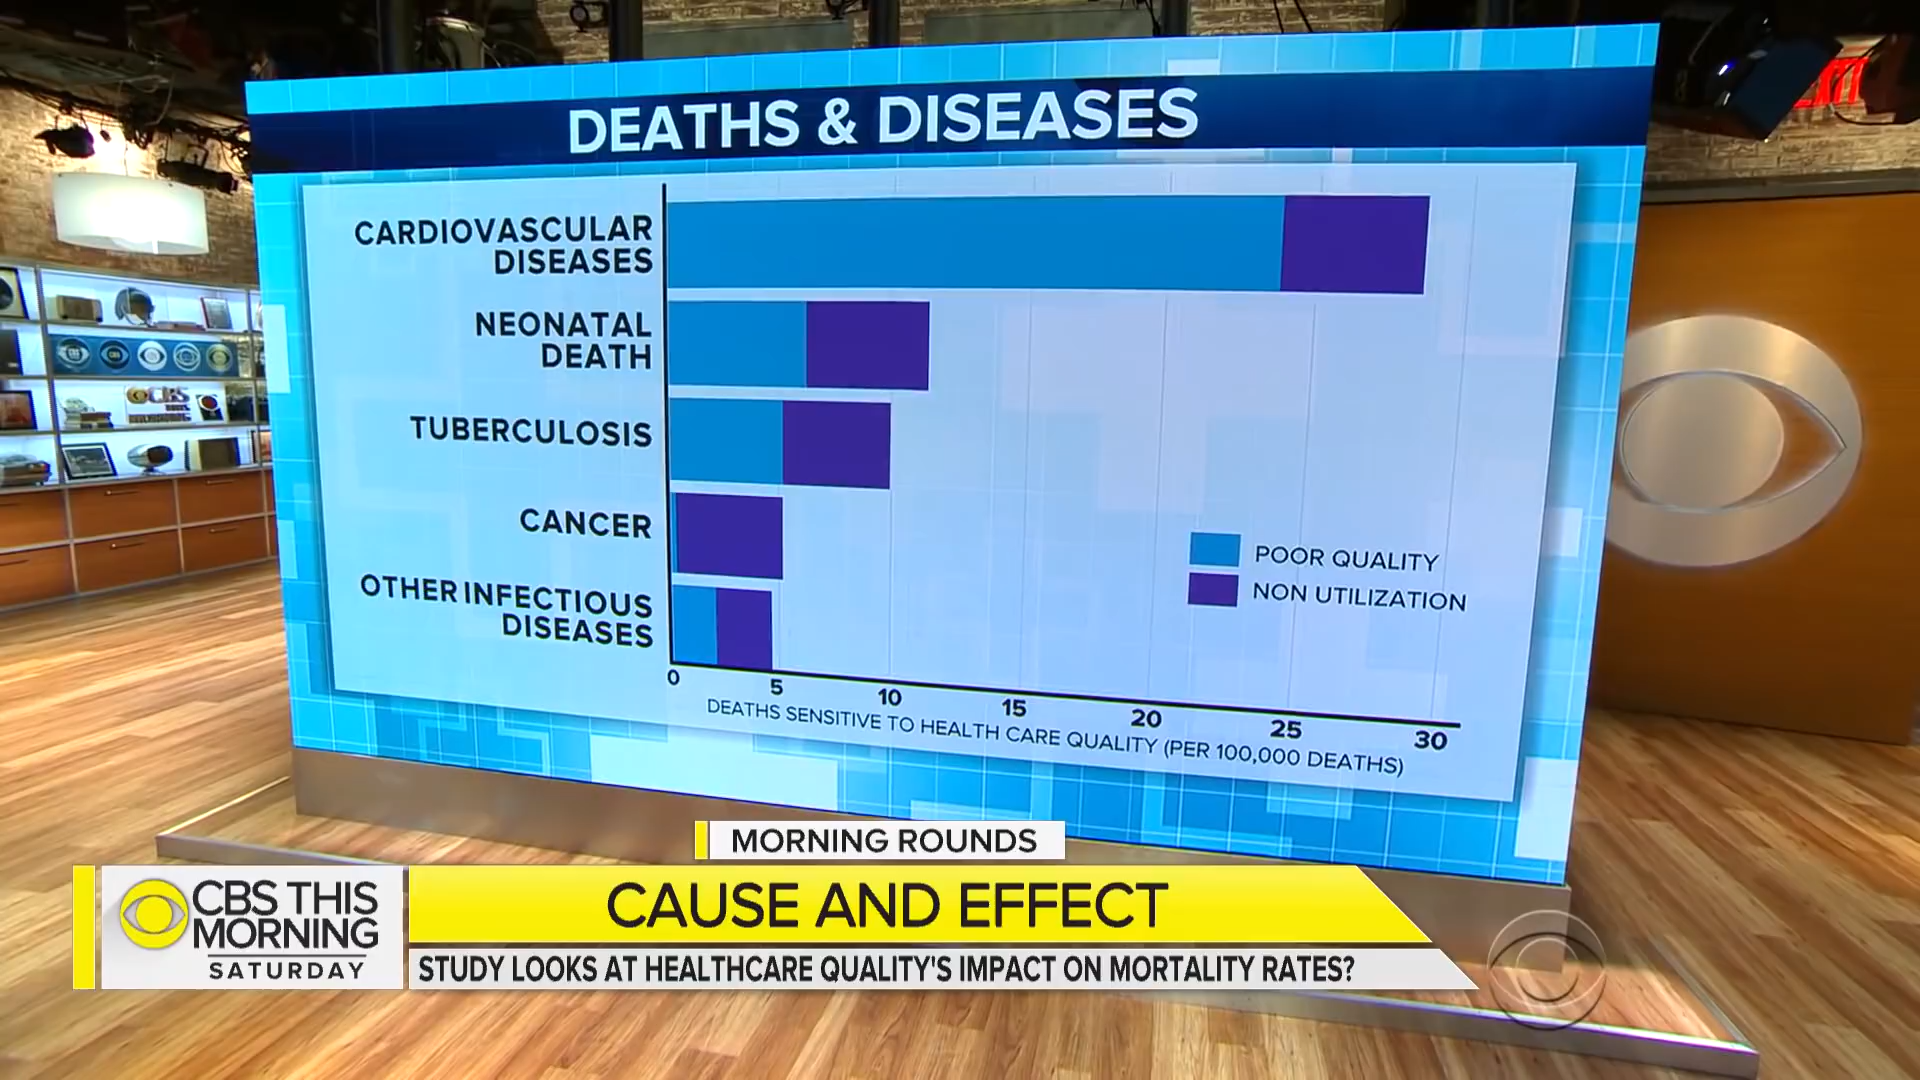 DEATHS & DISEASES
CARDIOVASCULAR
DISEASES
NEONATAL
DEATH
TUBERCULOSIS
CANCER
OTHER INFECTIOUS
DISEASES
POOR QUALITY
NON UTILIZATION
0 5 10 15 20 25 30
DEATHS SENSITIVE TO HEALTH CARE QUALITY (PER 100,000 DEATHS)
CBS
MORNING ROUNDS
CBS THIS
MORNING
SATURDAY
CAUSE AND EFFECT
STUDY LOOKS AT HEALTHCARE QUALITY'S IMPACT ON MORTALITY RATES?